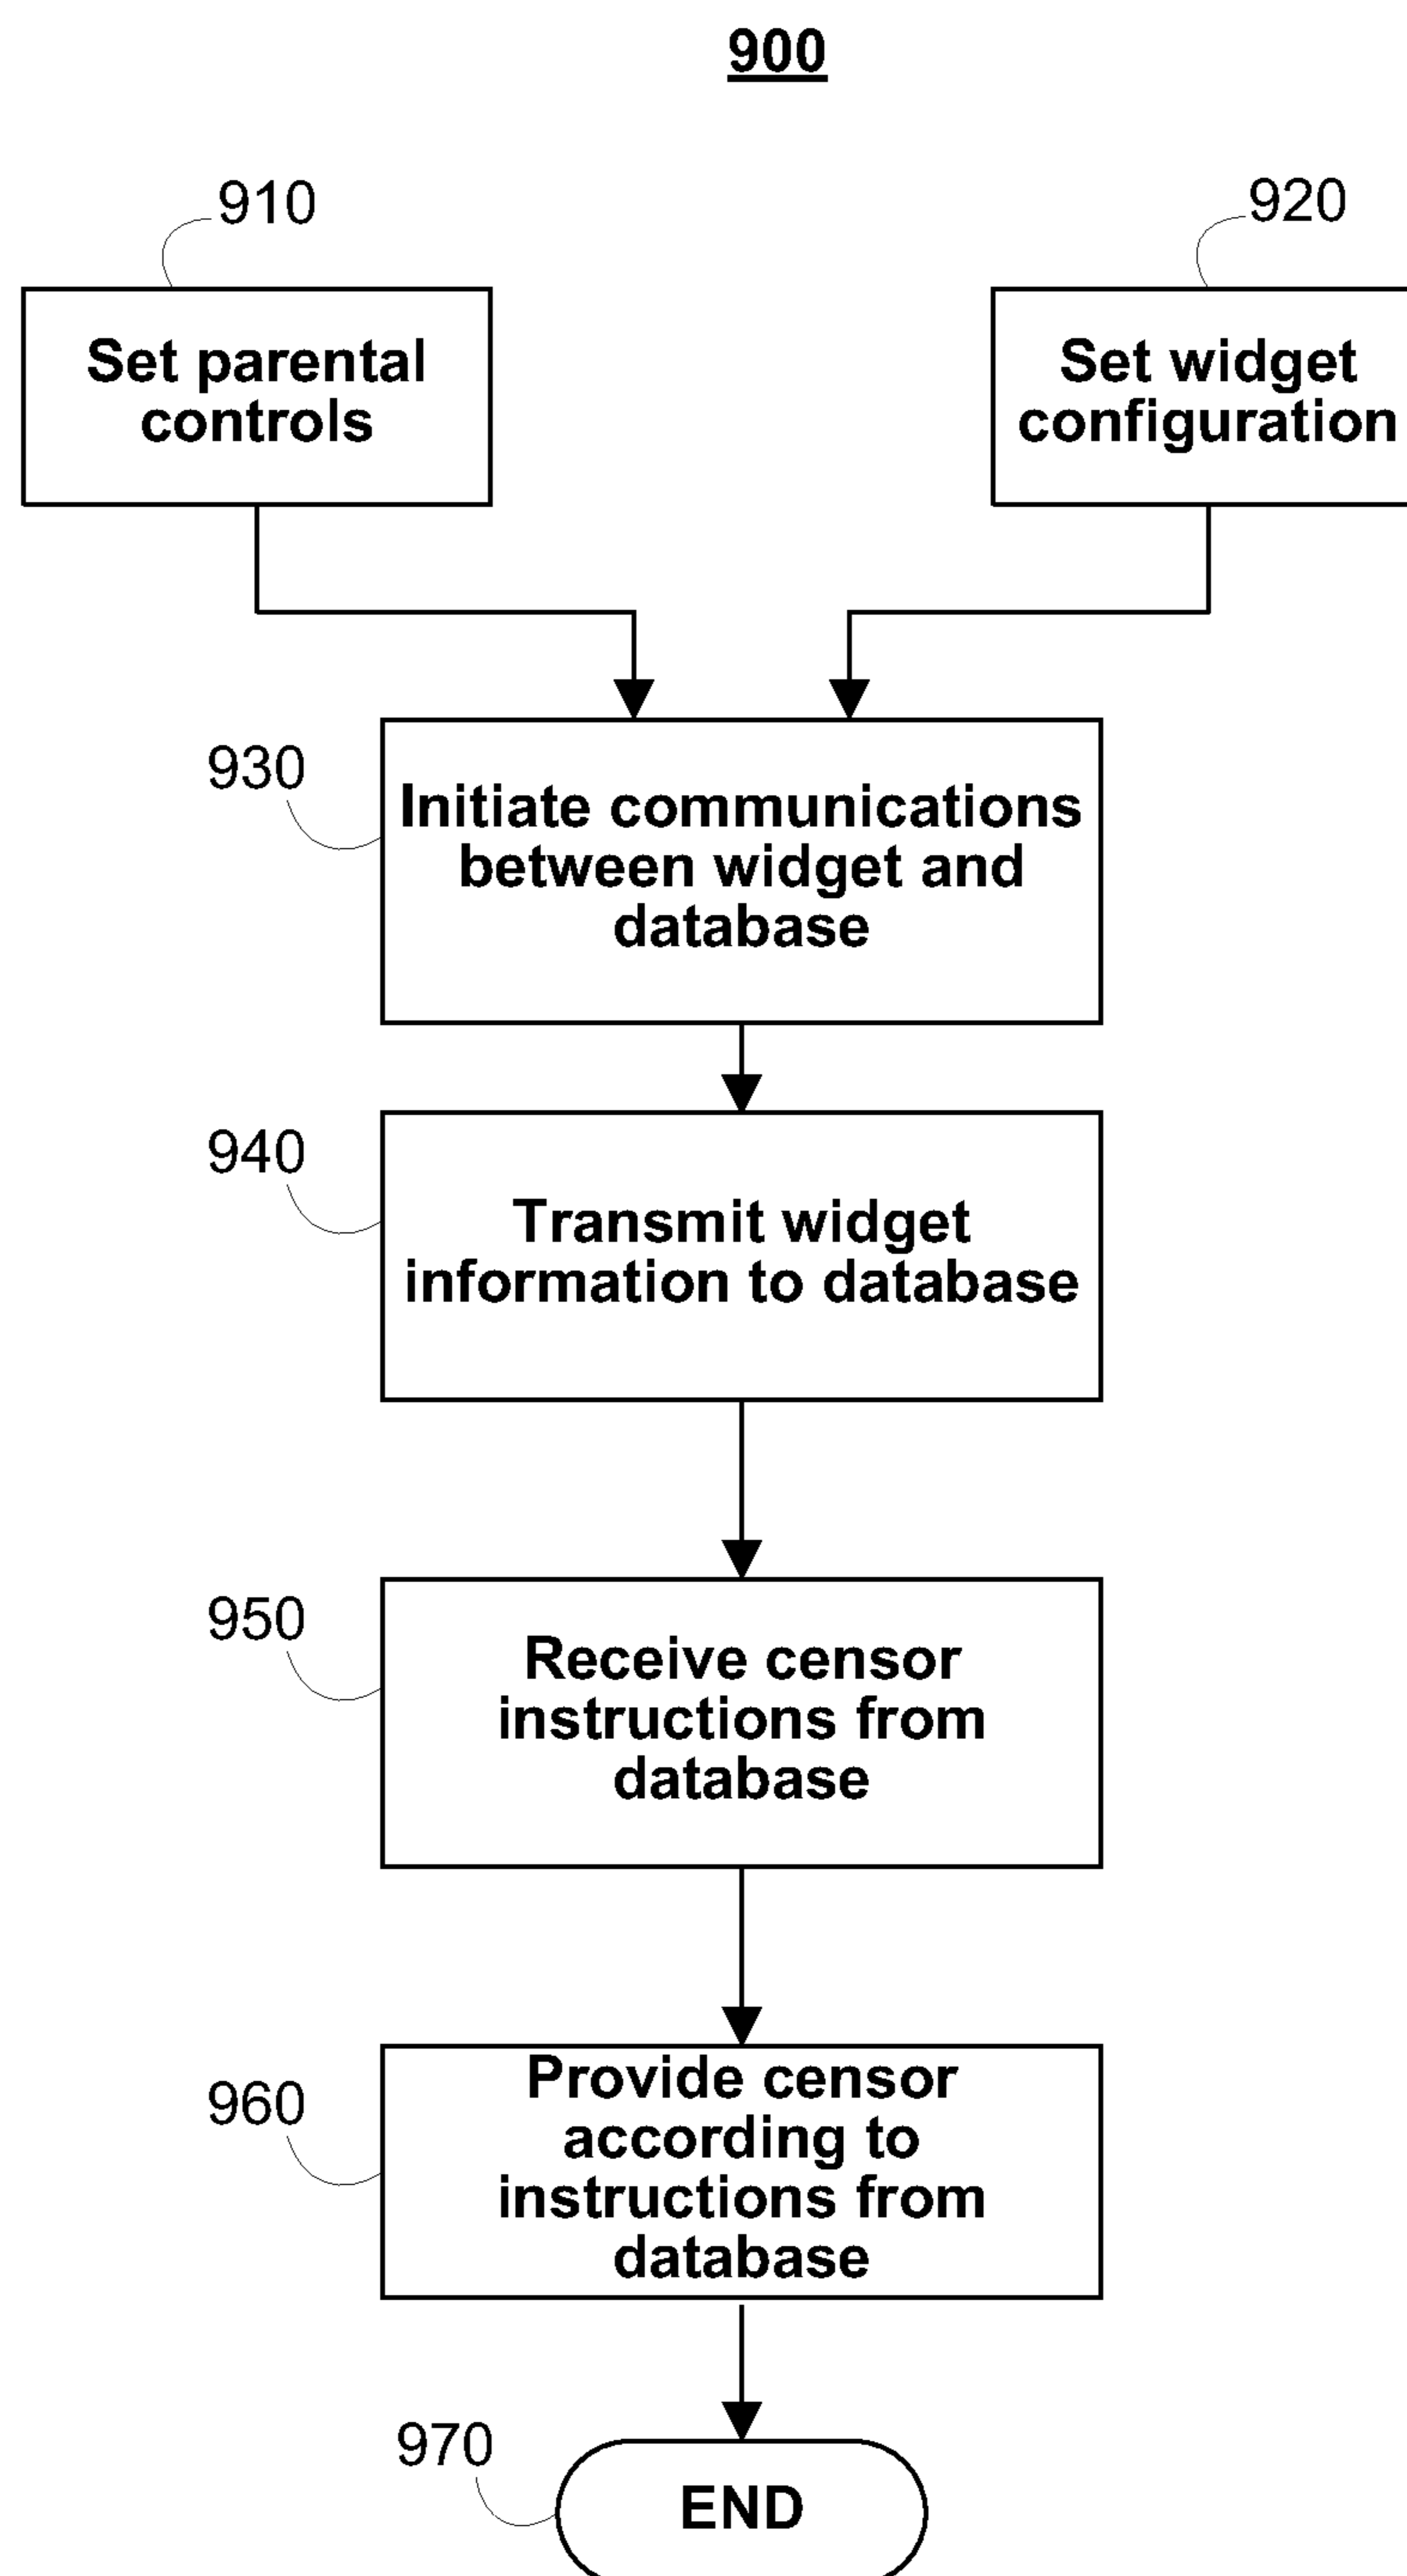 900
910
Set parental
controls
920
Set widget
configuration
930
Initiate communications
between widget and
database
940
Transmit widget
information to database
950
Receive censor
instructions from
database
960
Provide censor
according to
instructions from
database
970
END